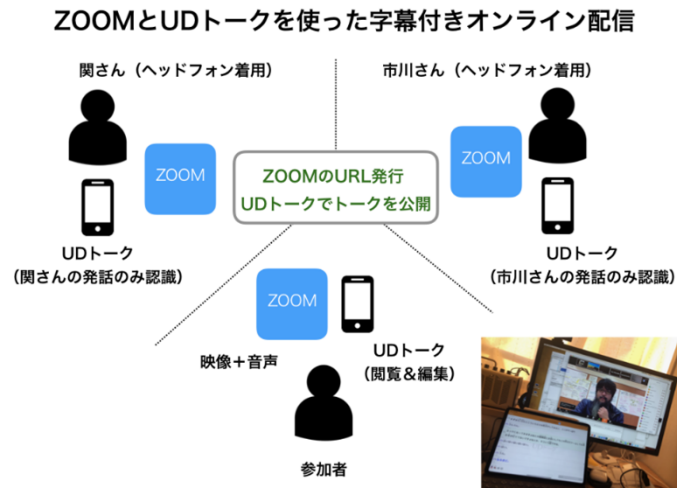 ZOOMとUDトークを使った字幕付きオンライン配信
関さん（ヘッドフォン着用）
市川さん（ヘッドフォン着用）
ZOOM
ZOOM
ZOOMのURL発行
UDトークでトークを公開
UDトーク
（関さんの発話のみ認識）
UDトーク
（市川さんの発話のみ認識）
ZOOM
映像＋音声
UDトーク
（閲覧＆編集）
参加者